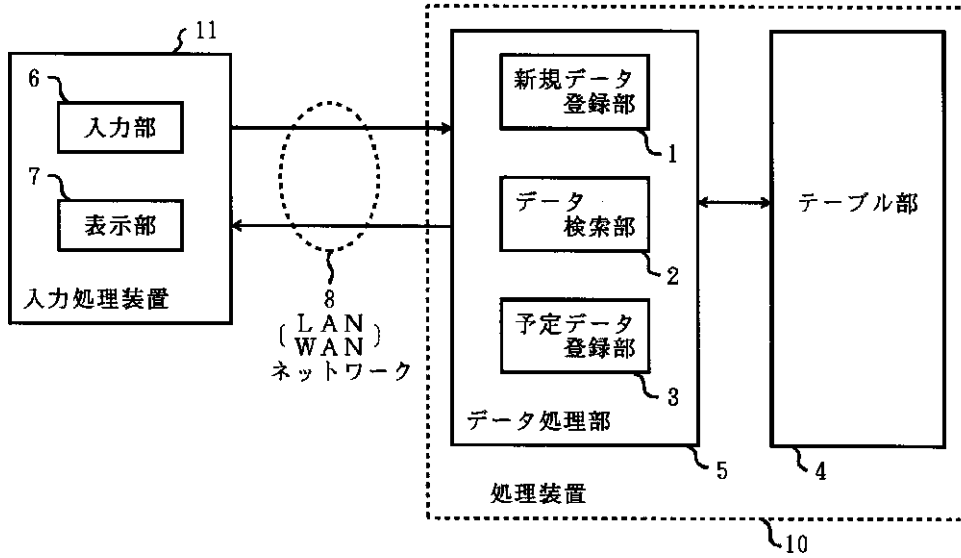 11
6
入力部
7
表示部
入力処理装置
8
(LAN
WAN)
ネットワーク
新規データ
登録部
1
データ
検索部
2
予定データ
登録部
3
データ処理部
5
テーブル部
4
処理装置
10